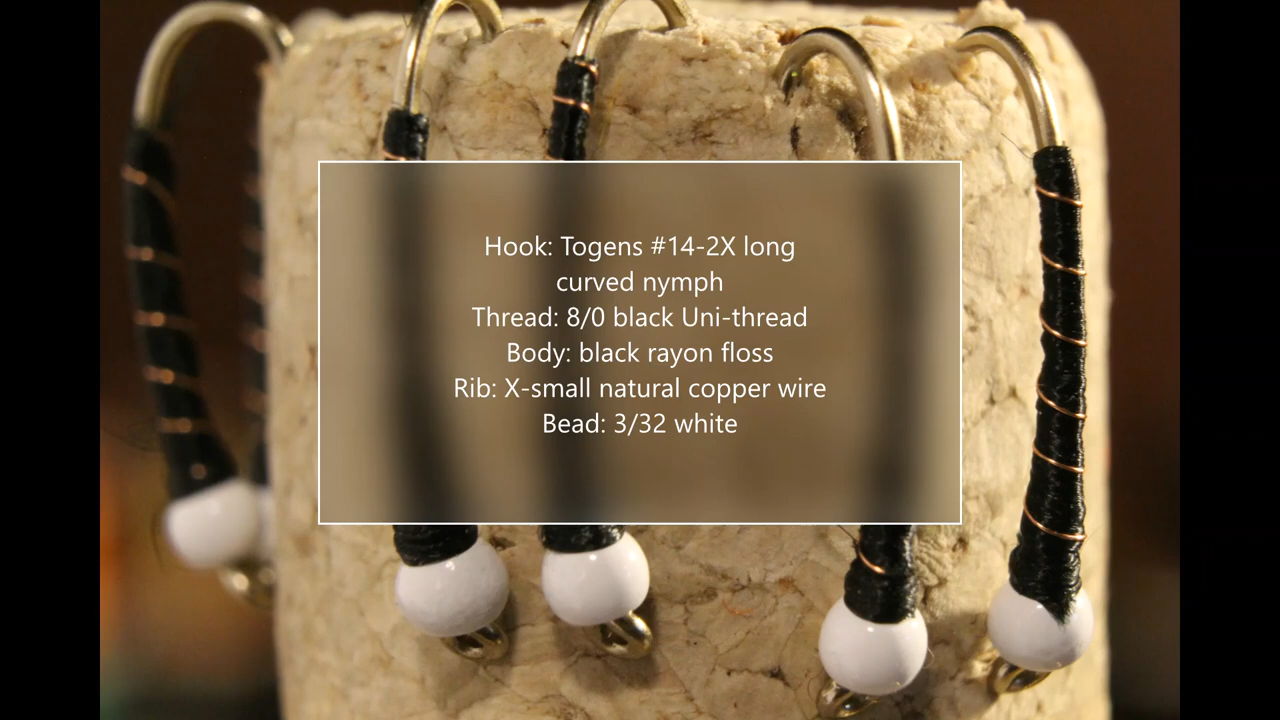 Hook: Togens #14-2X long
curved nymph
Thread: 8/0 black Uni-thread
Body: black rayon floss
Rib: X-small natural copper wire
Bead: 3/32 white